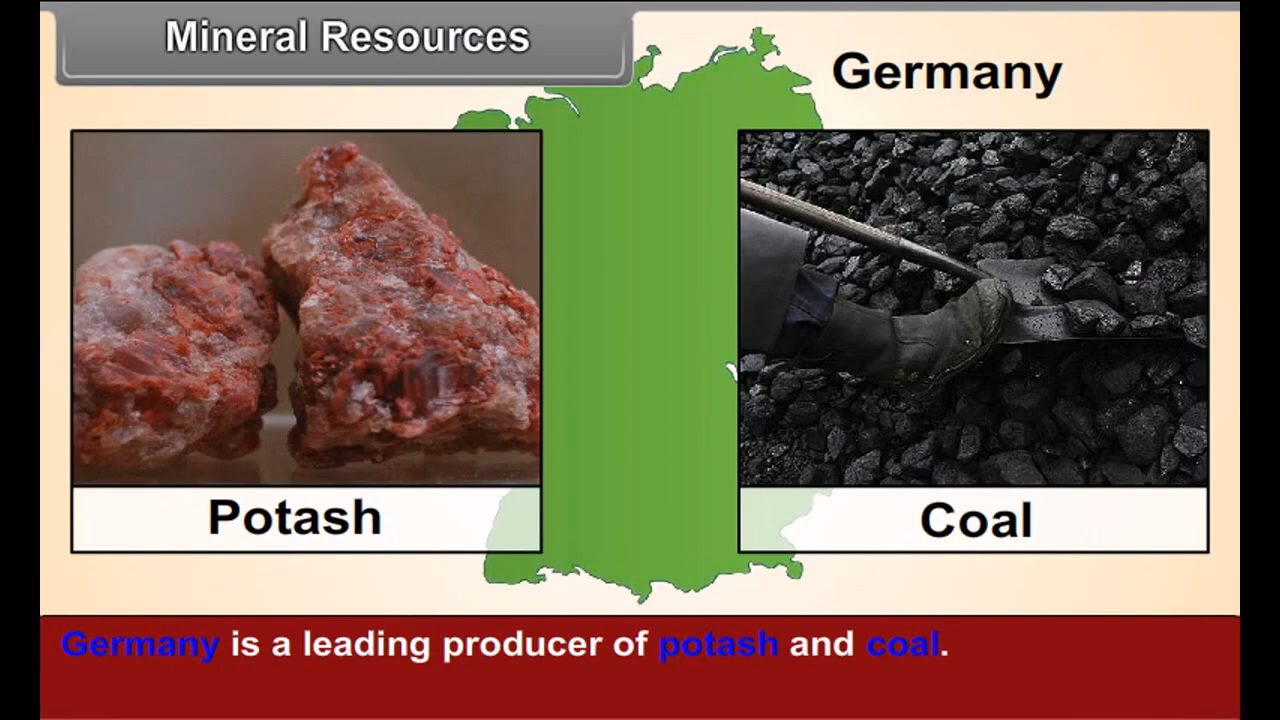 Mineral Resources
Germany
Potash
Coal
Germany is a leading producer of potash and coal.